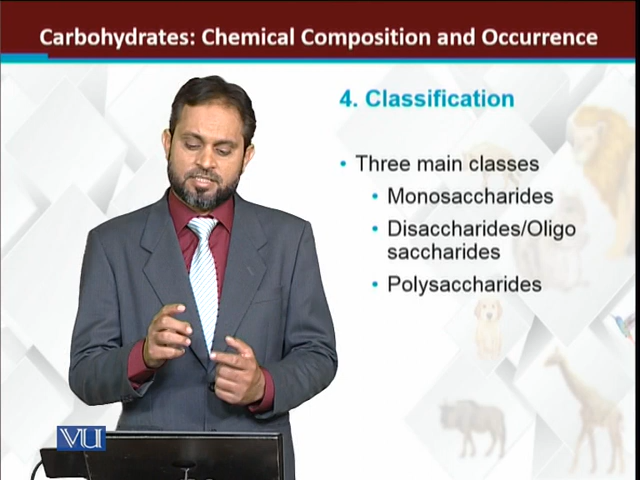 Carbohydrates: Chemical Composition and Occurrence
4. Classification
• Three main classes
• Monosaccharides
• Disaccharides/Oligo
saccharides
• Polysaccharides
VU